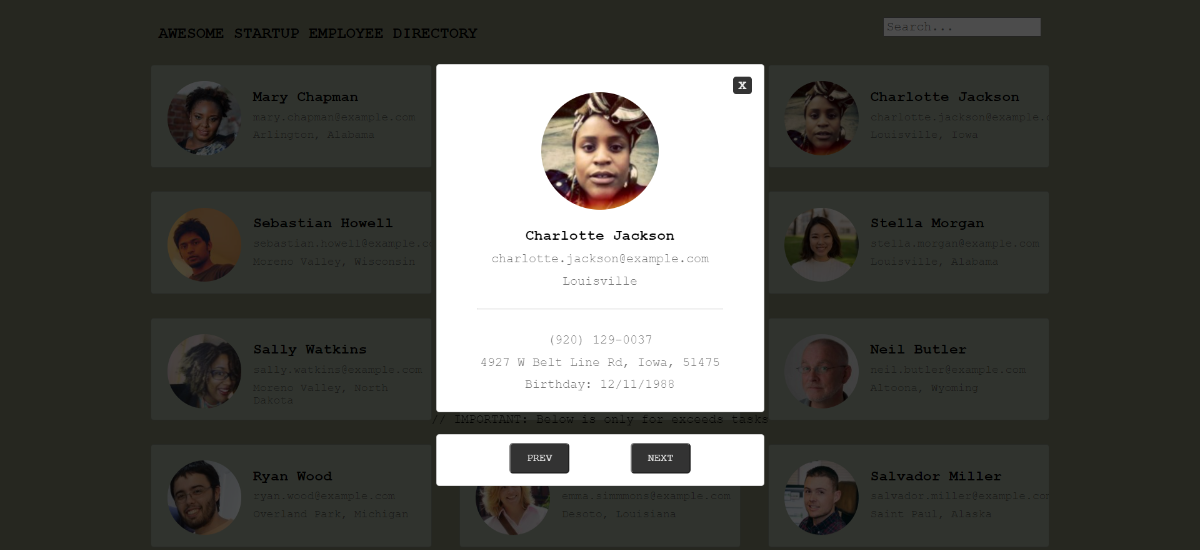 AWESOME STARTUP EMPLOYEE DIRECTORY
Search...
X
Mary Chapman
mary.chapman@example.com
Arlington, Alabama
Charlotte Jackson
charlotte.jackson@example.com
Louisville
(920) 129-0037
4927 W Belt Line Rd, Iowa, 51475
Birthday: 12/11/1988
Charlotte Jackson
charlotte.jackson@example.c
Louisville, Iowa
Sebastian Howell
sebastian.howell@example.c
Moreno Valley, Wisconsin
Stella Morgan
stella.morgan@example.com
Louisville, Alabama
Sally Watkins
sally.watkins@example.com
Moreno Valley, North
Dakota
Neil Butler
neil.butler@example.com
Altoona, Wyoming
// IMPORTANT: Below is only for exceeds tasks
PREV
NEXT
Ryan Wood
ryan.wood@example.com
Overland Park, Michigan
emma.simmons@example.com
Desoto, Louisiana
Salvador Miller
salvador.miller@example.com
Saint Paul, Alaska